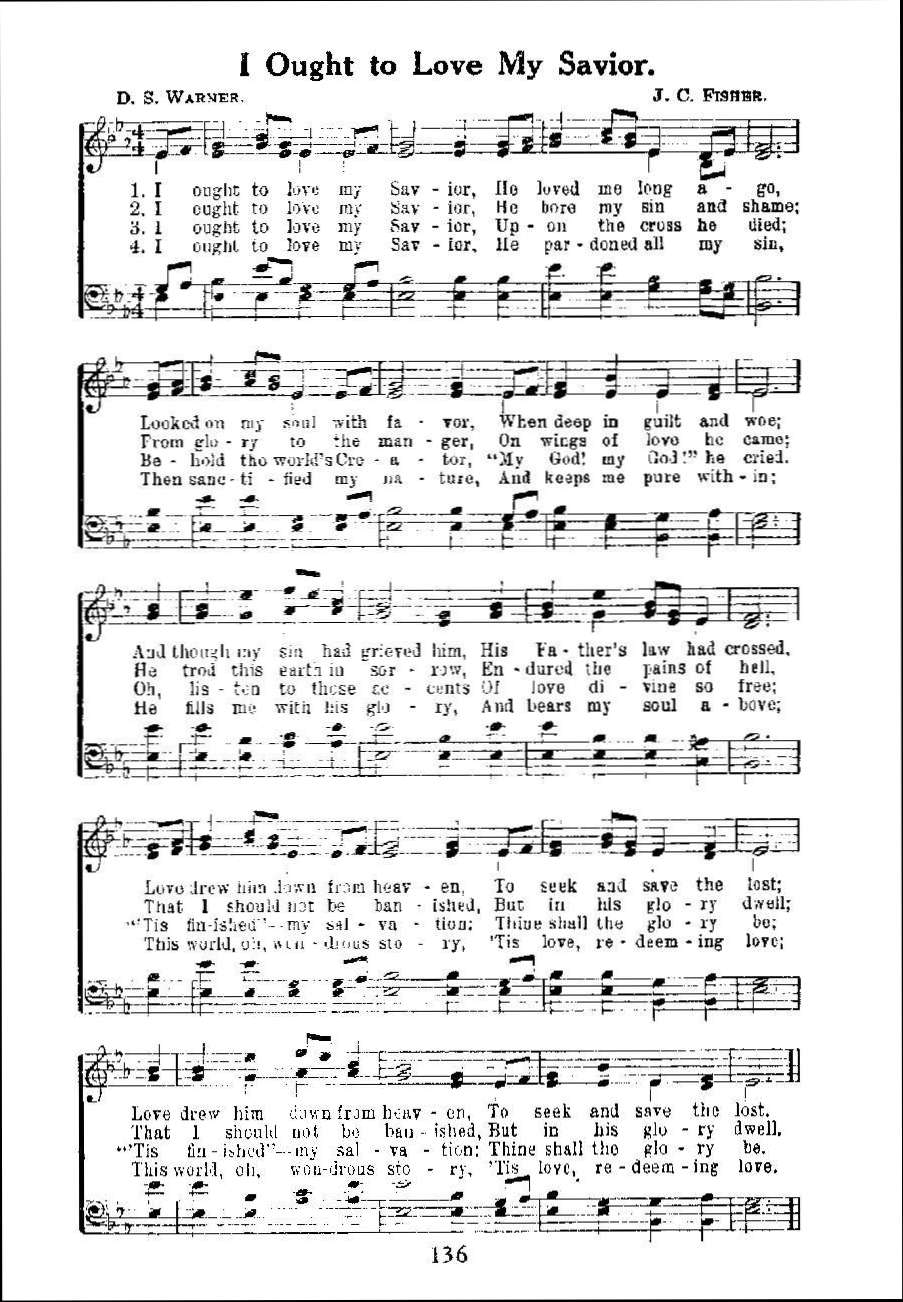 I Ought to Love My Savior.
D. S. WARNER. J. C. FISHER.
1. I ought to love my Sav - ior, He loved me long a - go,
2. I ought to love my Sav - ior, He bore my sin and shame;
3. I ought to love my Sav - ior, Up - on the cross he died;
4. I ought to love my Sav - ior, He par - doned all my sin,
Looked on my soul with fa - vor, When deep in guilt and woe;
From glo - ry to the man - ger, On wings of love he came;
Be - hold the world's Cre - a - tor, "My God! my God!" he cried.
Then sanc - ti - fied my na - ture, And keeps me pure with - in;
And though my sin had grieved him, His Fa - ther's law had crossed,
He trod this earth in sor - row, En - dured the pains of hell,
Oh, lis - ten to these ac - cents Of love di - vine so free;
He fills me with his glo - ry, And bears my soul a - bove;
Love drew him down from heav - en, To seek and save the lost;
That I should not be ban - ished, But in his glo - ry dwell;
"'Tis fin - ished"--my sal - va - tion: Thine shall the glo - ry be;
This world, oh, won - drous sto - ry, 'Tis love, re - deem - ing love;
Love drew him down from heav - en, To seek and save the lost.
That I should not be ban - ished, But in his glo - ry dwell.
"'Tis fin - ished"--my sal - va - tion: Thine shall the glo - ry be.
This world, oh, won - drous sto - ry, 'Tis love, re - deem - ing love.
136